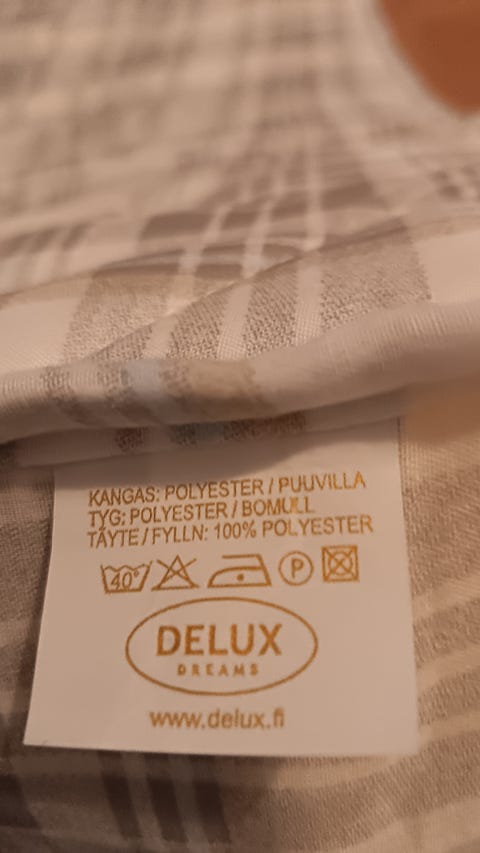 KANGAS: POLYESTER / PUUVILLA
TYG: POLYESTER / BOMULL
TÄYTE / FYLLN: 100% POLYESTER
40° P
DELUX
DREAMS
www.delux.fi